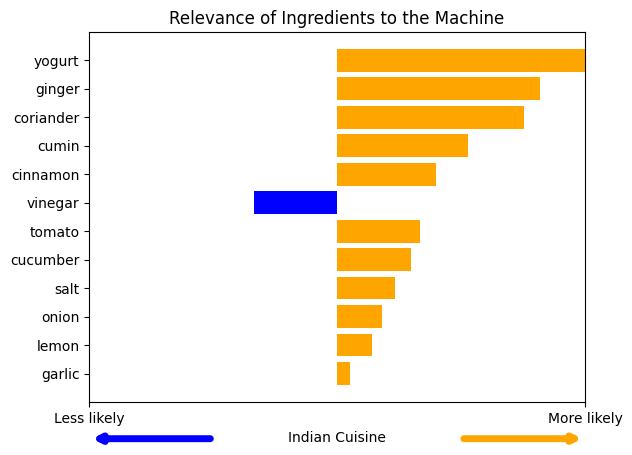 Relevance of Ingredients to the Machine
yogurt
ginger
coriander
cumin
cinnamon
vinegar
tomato
cucumber
salt
onion
lemon
garlic
Less likely More likely
Indian Cuisine